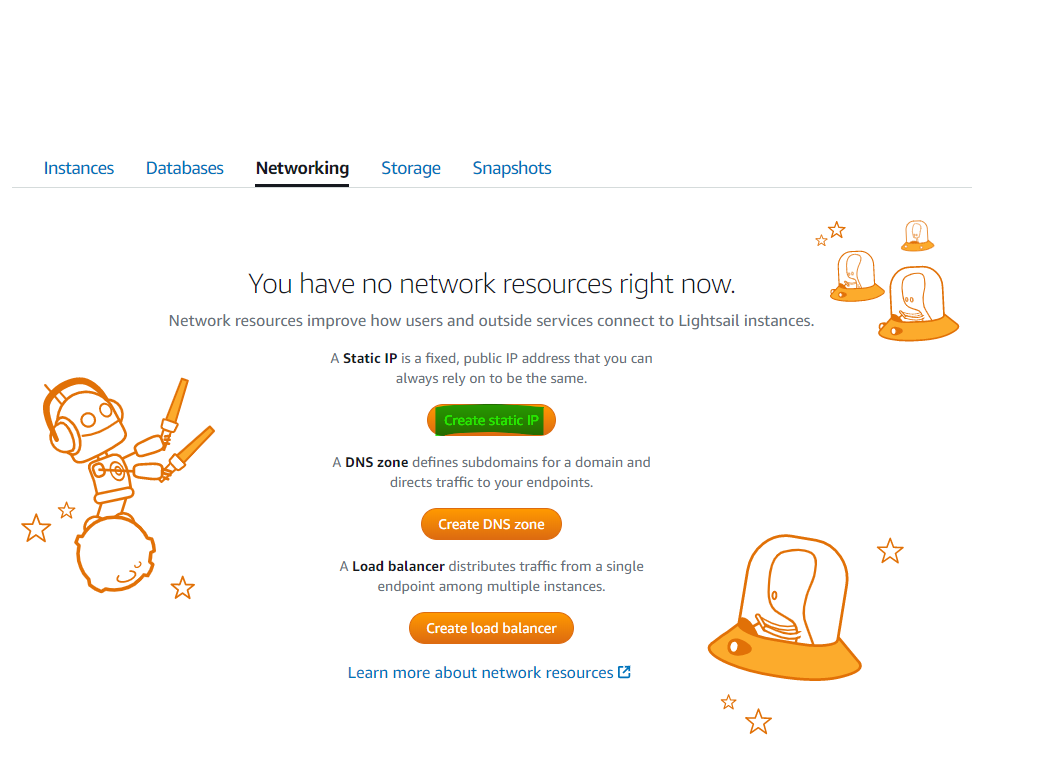 Instances Databases Networking Storage Snapshots
You have no network resources right now.
Network resources improve how users and outside services connect to Lightsail instances.
A Static IP is a fixed, public IP address that you can
always rely on to be the same.
Create static IP
A DNS zone defines subdomains for a domain and
directs traffic to your endpoints.
Create DNS zone
A Load balancer distributes traffic from a single
endpoint among multiple instances.
Create load balancer
Learn more about network resources